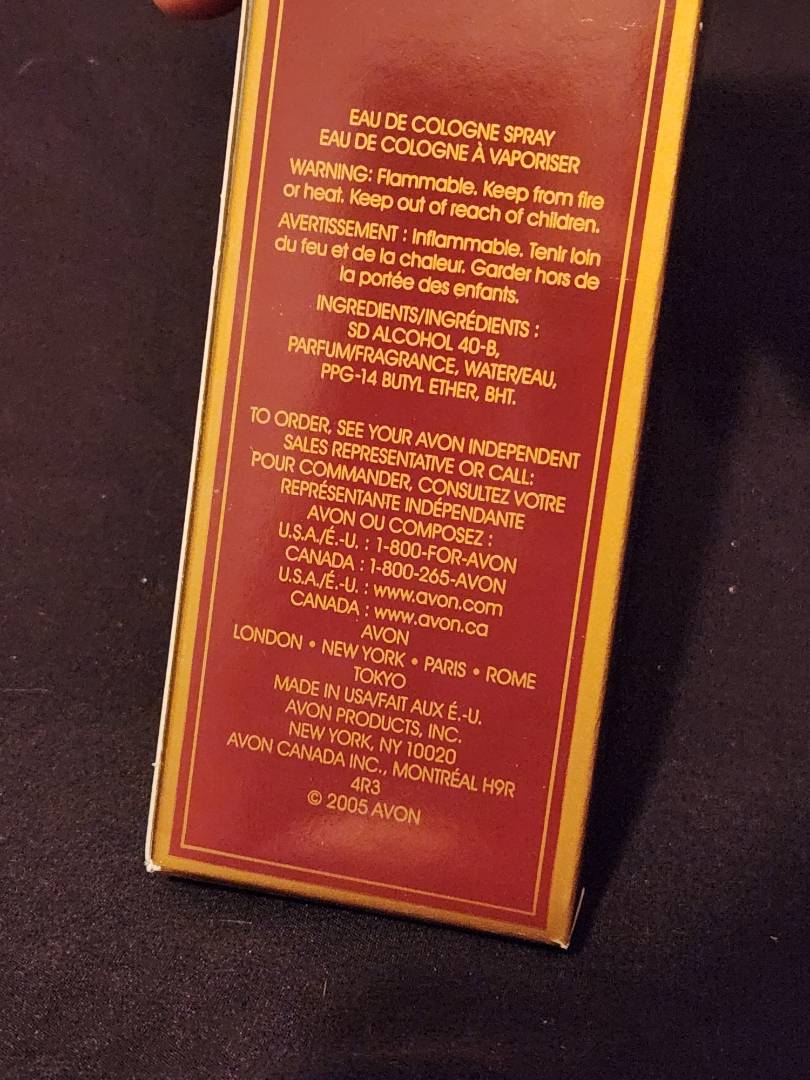 EAU DE COLOGNE SPRAY
EAU DE COLOGNE À VAPORISER
WARNING: Flammable. Keep from fire
or heat. Keep out of reach of children.
AVERTISSEMENT : Inflammable. Tenir loin
du feu et de la chaleur. Garder hors de
la portée des enfants.
INGREDIENTS/INGRÉDIENTS :
SD ALCOHOL 40-B,
PARFUM/FRAGRANCE, WATER/EAU,
PPG-14 BUTYL ETHER, BHT.
TO ORDER, SEE YOUR AVON INDEPENDENT
SALES REPRESENTATIVE OR CALL:
POUR COMMANDER, CONSULTEZ VOTRE
REPRÉSENTANTE INDÉPENDANTE
AVON OU COMPOSEZ :
U.S.A./É.-U. : 1-800-FOR-AVON
CANADA : 1-800-265-AVON
U.S.A./É.-U. : www.avon.com
CANADA : www.avon.ca
AVON
LONDON • NEW YORK • PARIS • ROME
TOKYO
MADE IN USA/FAIT AUX É.-U.
AVON PRODUCTS, INC.
NEW YORK, NY 10020
AVON CANADA INC., MONTRÉAL H9R
4R3
© 2005 AVON